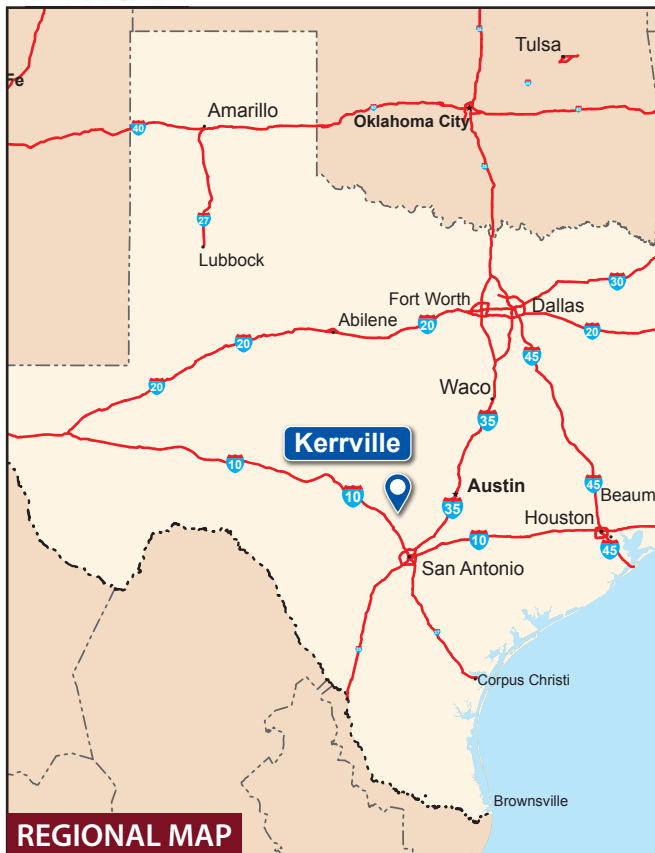 Tulsa
Fe
Amarillo
Oklahoma City
40
27
Lubbock
30
Fort Worth
Dallas
Abilene
20
20
20
45
20
Waco
35
Kerrville
10
10
45
Austin
Beaum
35
Houston
10
45
San Antonio
Corpus Christi
Brownsville
REGIONAL MAP